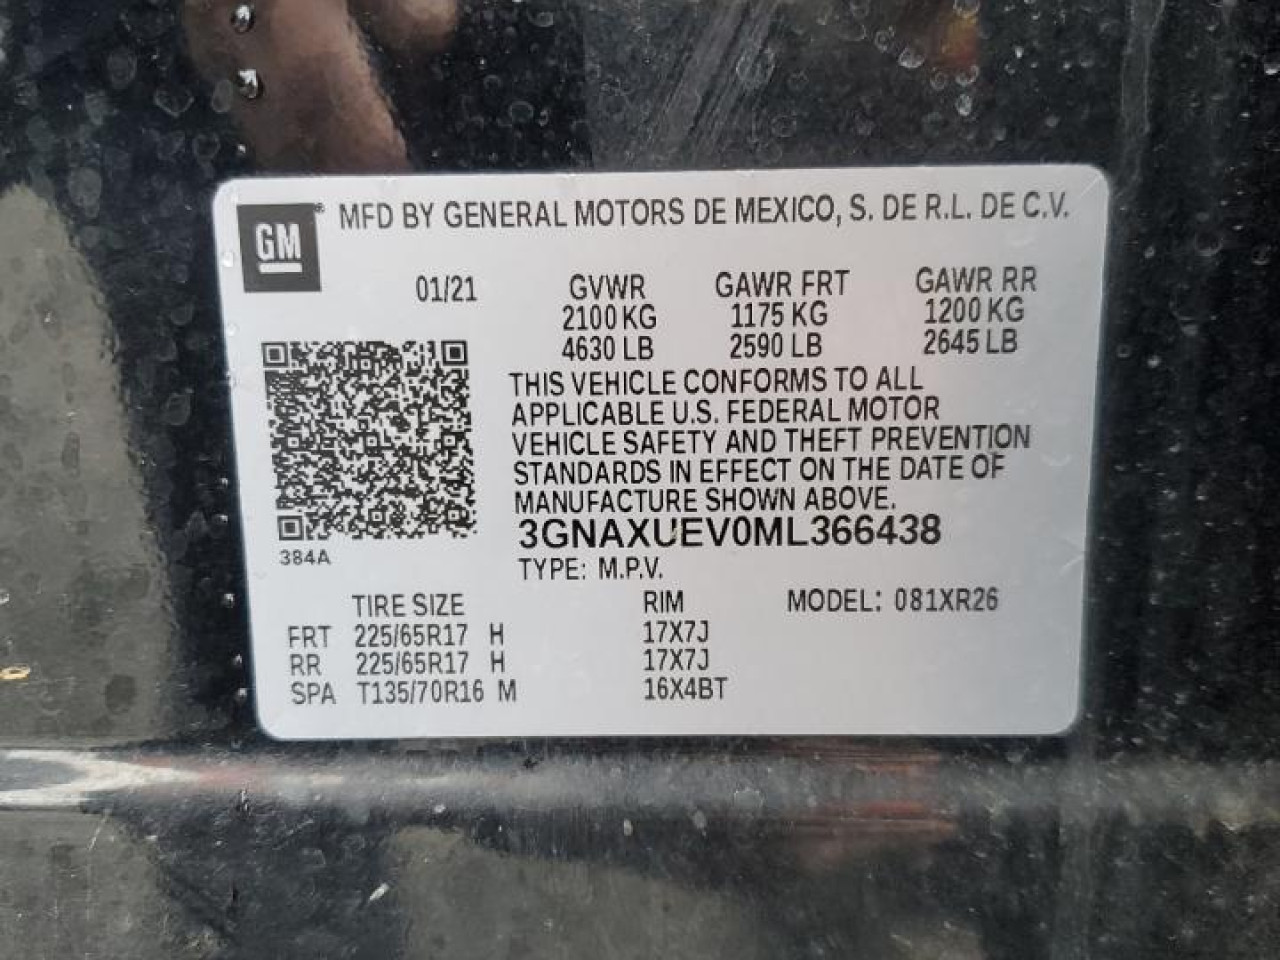 GM
MFD BY GENERAL MOTORS DE MEXICO, S. DE R.L. DE C.V.
01/21 GVWR GAWR FRT GAWR RR
2100 KG 1175 KG 1200 KG
4630 LB 2590 LB 2645 LB
THIS VEHICLE CONFORMS TO ALL
APPLICABLE U.S. FEDERAL MOTOR
VEHICLE SAFETY AND THEFT PREVENTION
STANDARDS IN EFFECT ON THE DATE OF
MANUFACTURE SHOWN ABOVE.
3GNAXUEV0ML366438
384A
TYPE: M.P.V.
TIRE SIZE RIM MODEL: 081XR26
FRT 225/65R17 H 17X7J
RR 225/65R17 H 17X7J
SPA T135/70R16 M 16X4BT